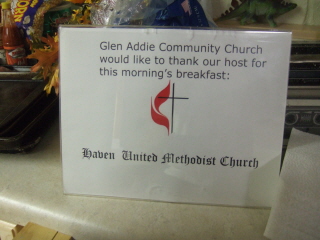 Glen Addie Community Church
would like to thank our host for
this morning's breakfast:
Haven United Methodist Church